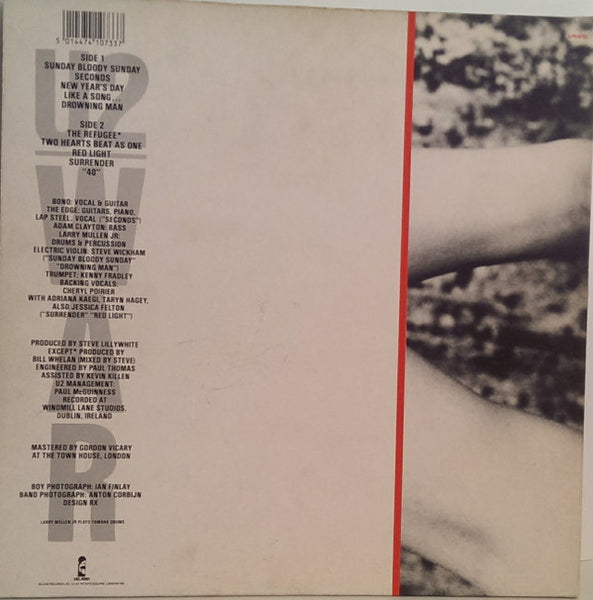 5 014474 107337
U2
WAR
SIDE 1
SUNDAY BLOODY SUNDAY
SECONDS
NEW YEAR'S DAY
LIKE A SONG...
DROWNING MAN
SIDE 2
THE REFUGEE*
TWO HEARTS BEAT AS ONE
RED LIGHT
SURRENDER
"40"
BONO: VOCAL & GUITAR
THE EDGE: GUITARS, PIANO,
LAP STEEL, VOCAL ("SECONDS")
ADAM CLAYTON: BASS
LARRY MULLEN JR:
DRUMS & PERCUSSION
ELECTRIC VIOLIN: STEVE WICKHAM
("SUNDAY BLOODY SUNDAY"
"DROWNING MAN")
TRUMPET: KENNY FRADLEY
BACKING VOCALS:
CHERYL POIRIER
WITH ADRIANA KAEGI, TARYN HAGEY,
ALSO JESSICA FELTON
("SURRENDER" "RED LIGHT")
PRODUCED BY STEVE LILLYWHITE
EXCEPT* PRODUCED BY
BILL WHELAN (MIXED BY STEVE)
ENGINEERED BY PAUL THOMAS
ASSISTED BY KEVIN KILLEN
U2 MANAGEMENT:
PAUL McGUINNESS
RECORDED AT
WINDMILL LANE STUDIOS,
DUBLIN, IRELAND
MASTERED BY GORDON VICARY
AT THE TOWN HOUSE, LONDON
BOY PHOTOGRAPH: IAN FINLAY
BAND PHOTOGRAPH: ANTON CORBIJN
DESIGN RX
LARRY MULLEN JR PLAYS YAMAHA DRUMS